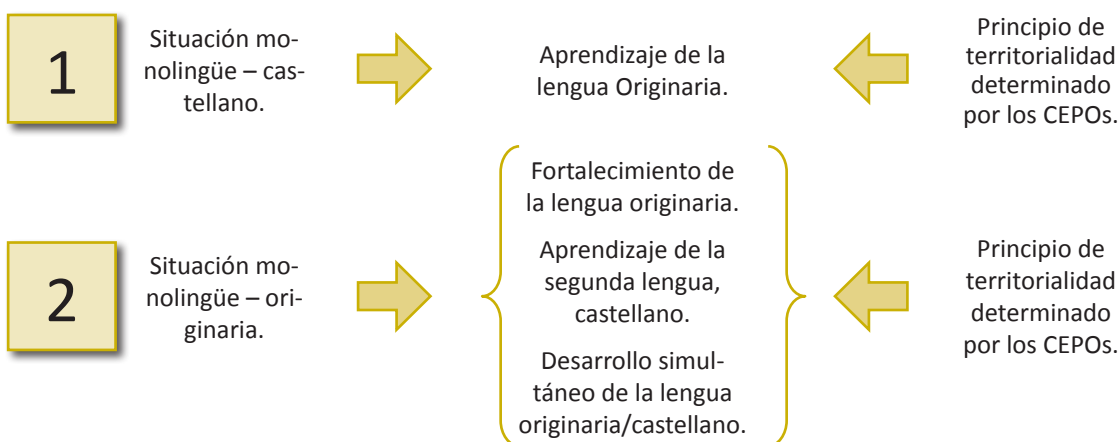 1
Situación mo-
nolingüe – cas-
tellano.
Aprendizaje de la
lengua Originaria.
Principio de
territorialidad
determinado
por los CEPOs.
2
Situación mo-
nolingüe – ori-
ginaria.
Fortalecimiento de
la lengua originaria.
Aprendizaje de la
segunda lengua,
castellano.
Desarrollo simul-
táneo de la lengua
originaria/castellano.
Principio de
territorialidad
determinado
por los CEPOs.